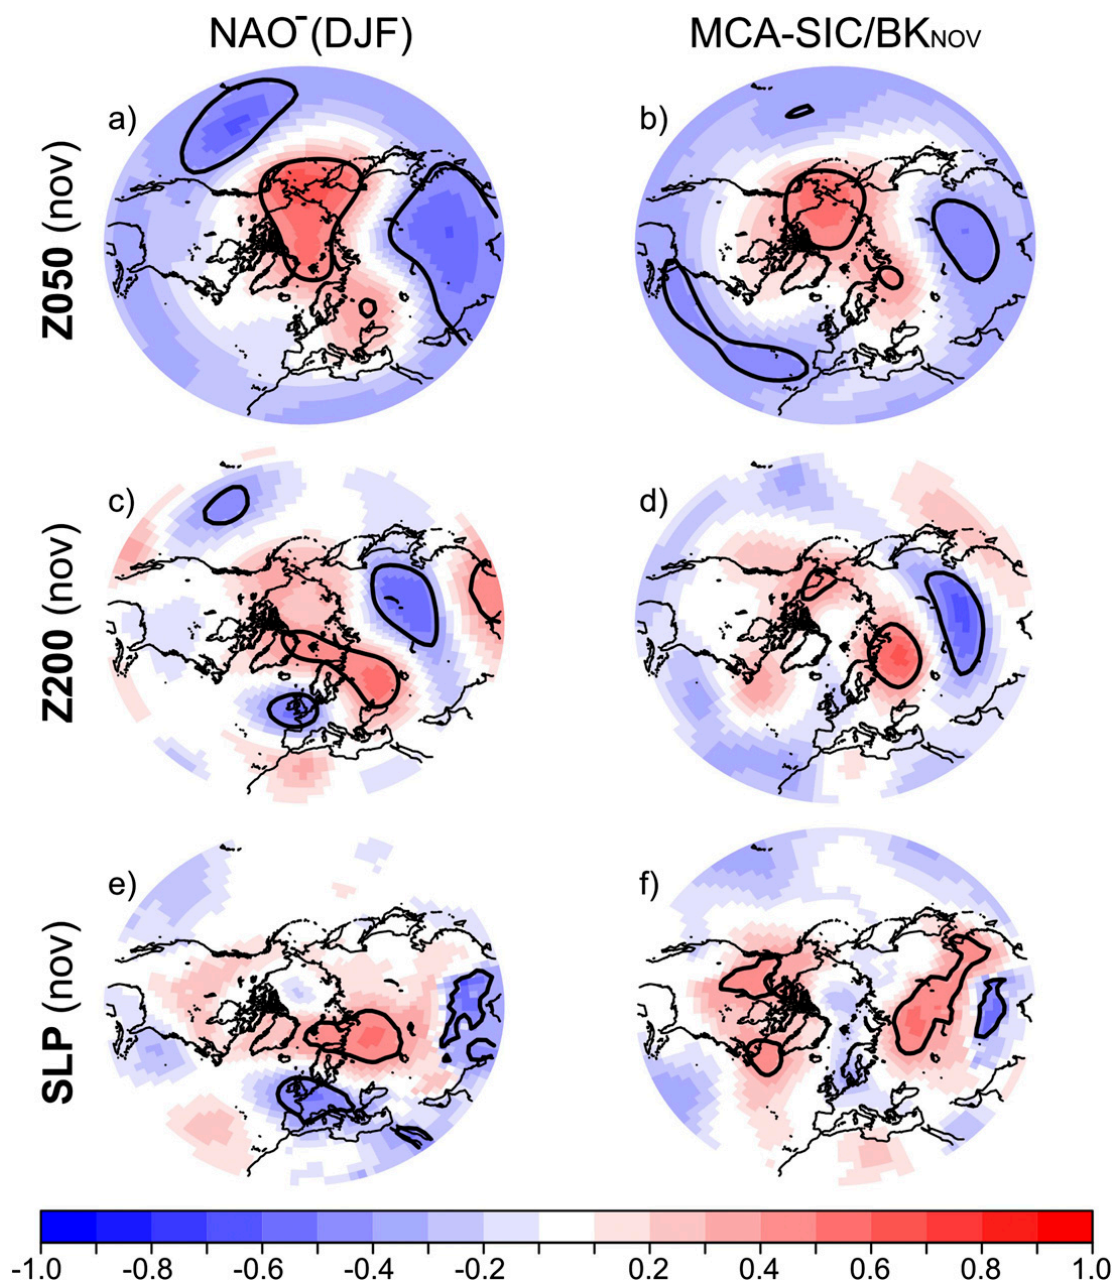 NAO⁻(DJF) MCA-SIC/BKNOV
a) b)
Z050 (nov)
c) d)
Z200 (nov)
e) f)
SLP (nov)
-1.0 -0.8 -0.6 -0.4 -0.2 0.2 0.4 0.6 0.8 1.0